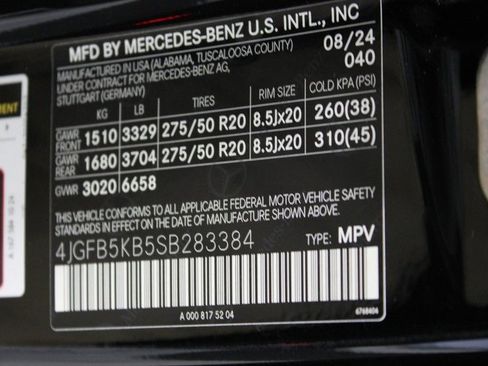 MFD BY MERCEDES-BENZ U.S. INTL., INC
MANUFACTURED IN USA (ALABAMA, TUSCALOOSA COUNTY) 08/24
UNDER CONTRACT FOR MERCEDES-BENZ AG, 040
STUTTGART (GERMANY)
KG LB TIRES RIM SIZE COLD KPA (PSI)
GAWR FRONT 1510 3329 275/50 R20 8.5Jx20 260(38)
GAWR REAR 1680 3704 275/50 R20 8.5Jx20 310(45)
GVWR 3020 6658
THIS VEHICLE CONFORMS TO ALL APPLICABLE FEDERAL MOTOR VEHICLE SAFETY
STANDARDS IN EFFECT ON THE DATE OF MANUFACTURE SHOWN ABOVE.
4JGFB5KB5SB283384 TYPE: MPV
A 000 817 52 04 6768406